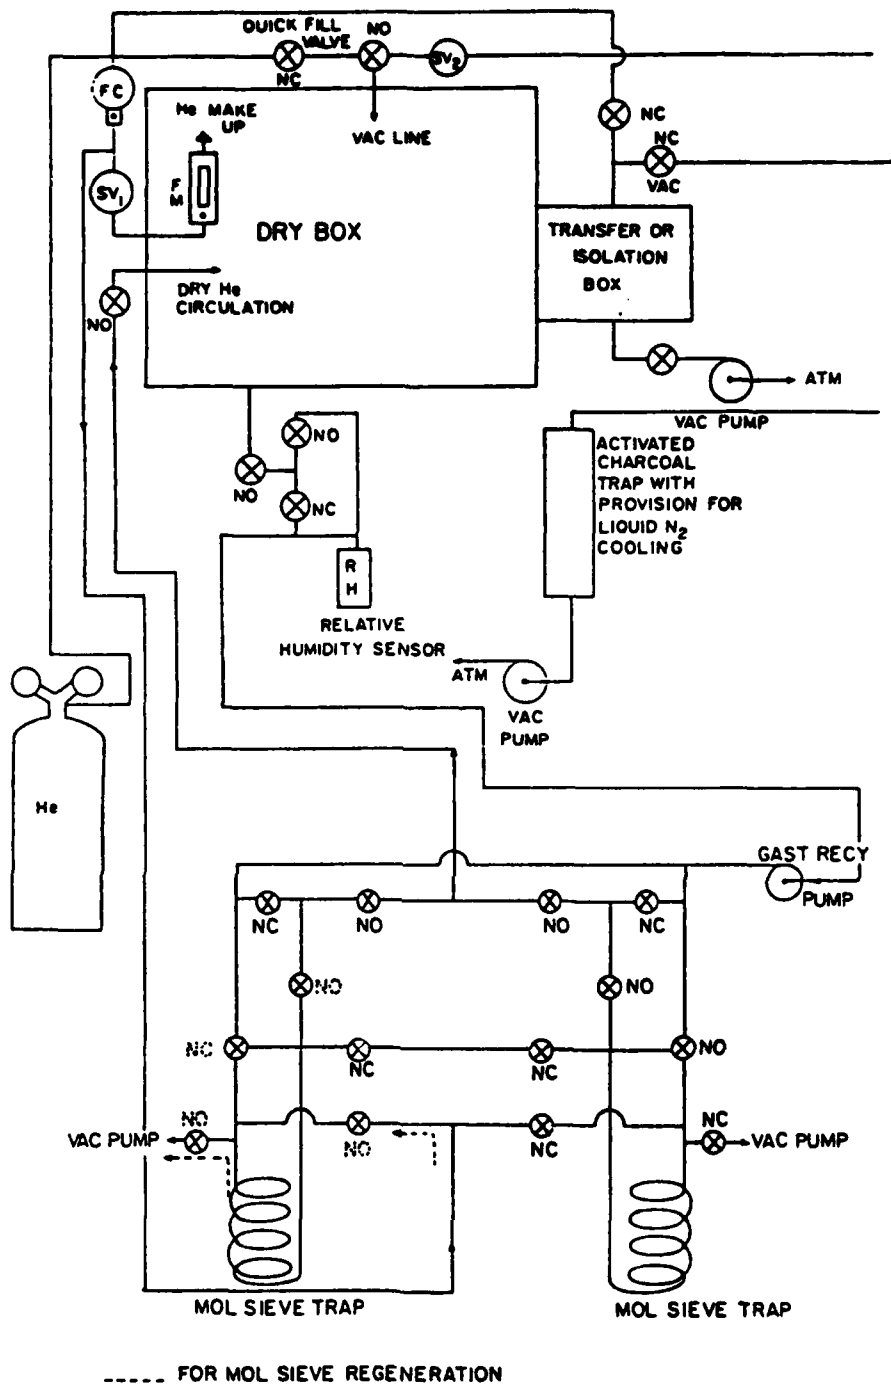 QUICK FILL
VALVE
NO
NC
SV2
FC
He MAKE
UP
VAC LINE
NC
NC
VAC
SV1
FM
DRY BOX
TRANSFER OR
ISOLATION
BOX
DRY He
CIRCULATION
NO
ATM
VAC PUMP
NO
NO
NC
ACTIVATED
CHARCOAL
TRAP WITH
PROVISION FOR
LIQUID N2
COOLING
RH
RELATIVE
HUMIDITY SENSOR
ATM
VAC
PUMP
He
GAST RECY
PUMP
NC
NO
NO
NC
NO
NO
NC
NC
NO
NO
NO
NC
NC
VAC PUMP
VAC PUMP
MOL SIEVE TRAP
MOL SIEVE TRAP
FOR MOL SIEVE REGENERATION